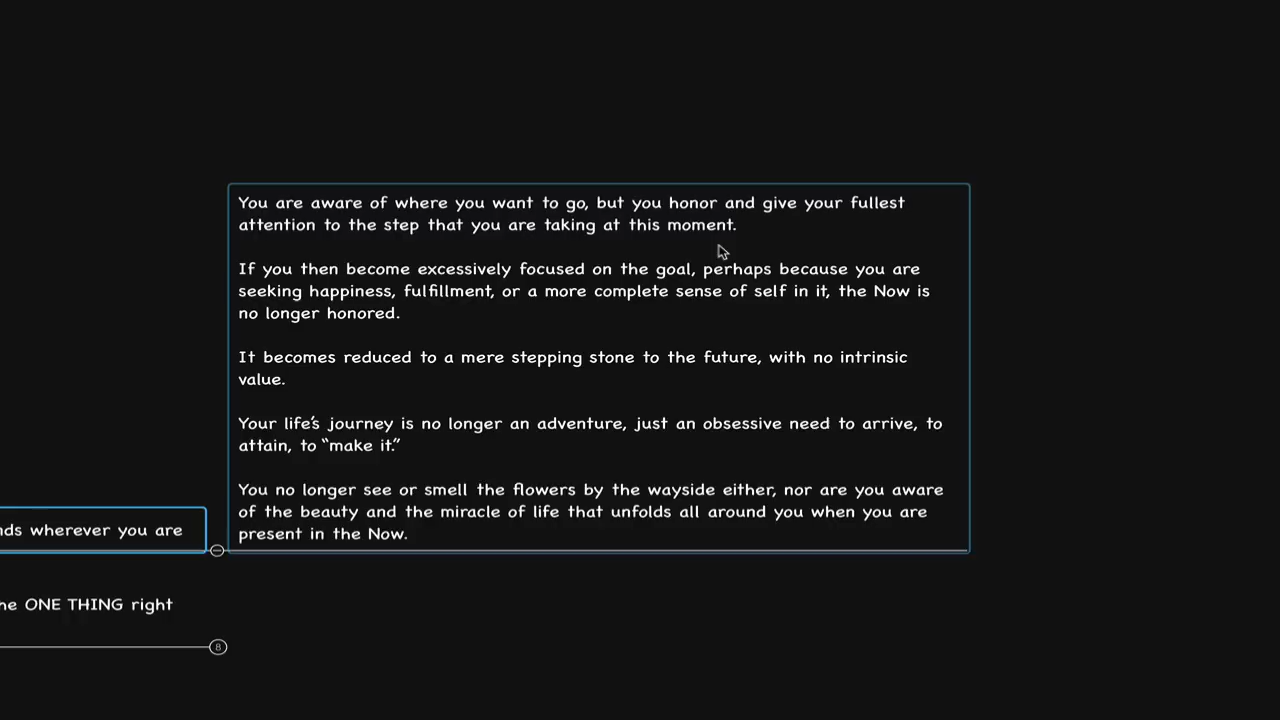 You are aware of where you want to go, but you honor and give your fullest
attention to the step that you are taking at this moment.
If you then become excessively focused on the goal, perhaps because you are
seeking happiness, fulfillment, or a more complete sense of self in it, the Now is
no longer honored.
It becomes reduced to a mere stepping stone to the future, with no intrinsic
value.
Your life’s journey is no longer an adventure, just an obsessive need to arrive, to
attain, to “make it.”
You no longer see or smell the flowers by the wayside either, nor are you aware
of the beauty and the miracle of life that unfolds all around you when you are
present in the Now.
wherever you are
ONE THING right
8